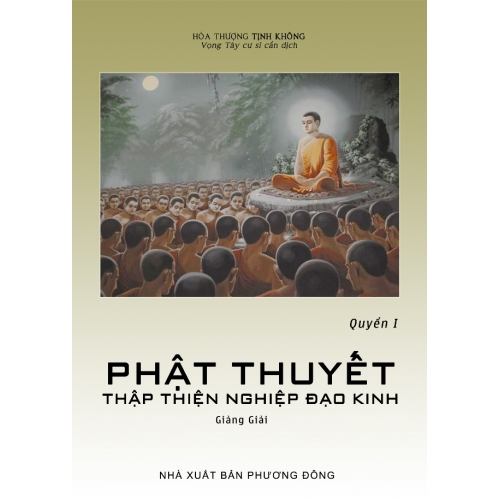 HÒA THƯỢNG TỊNH KHÔNG
Vọng Tây cư sĩ cẩn dịch
Quyển I
PHẬT THUYẾT
THẬP THIỆN NGHIỆP ĐẠO KINH
Giảng Giải
NHÀ XUẤT BẢN PHƯƠNG ĐÔNG